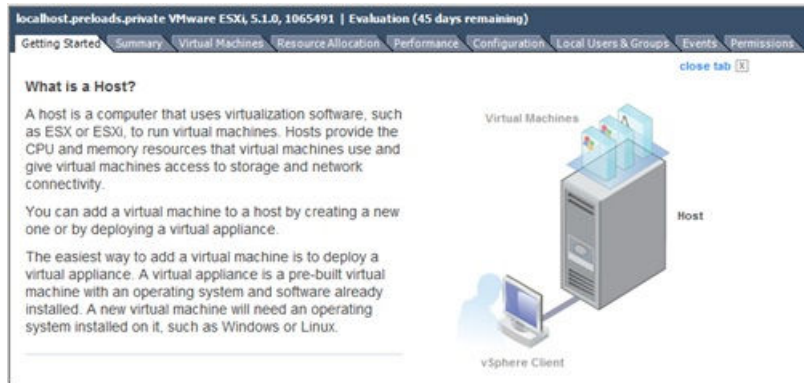 localhost.preloads.private VMware ESXi, 5.1.0, 1065491 | Evaluation (45 days remaining)
Getting Started Summary Virtual Machines Resource Allocation Performance Configuration Local Users & Groups Events Permissions
close tab X
What is a Host?
A host is a computer that uses virtualization software, such
as ESX or ESXi, to run virtual machines. Hosts provide the
CPU and memory resources that virtual machines use and
give virtual machines access to storage and network
connectivity.
You can add a virtual machine to a host by creating a new
one or by deploying a virtual appliance.
The easiest way to add a virtual machine is to deploy a
virtual appliance. A virtual appliance is a pre-built virtual
machine with an operating system and software already
installed. A new virtual machine will need an operating
system installed on it, such as Windows or Linux.
Virtual Machines
Host
vSphere Client